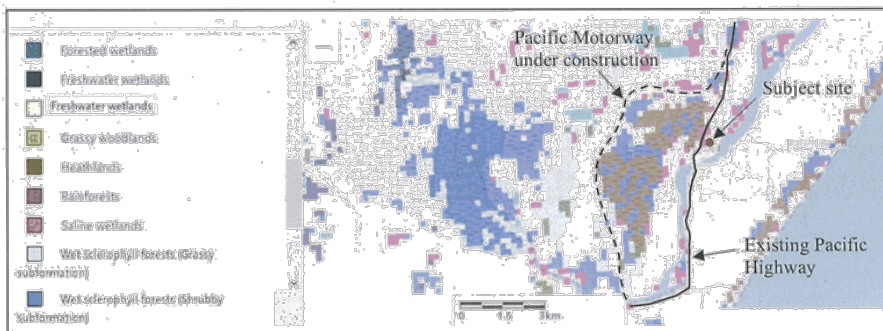 Forested wetlands
Freshwater wetlands
Freshwater wetlands
Grassy woodlands
Heathlands
Rainforests
Saline wetlands
Wet sclerophyll forests (Grassy
subformation)
Wet sclerophyll forests (Shrubby
subformation)
Pacific Motorway
under construction
Subject site
Existing Pacific
Highway
0 1.5 3km